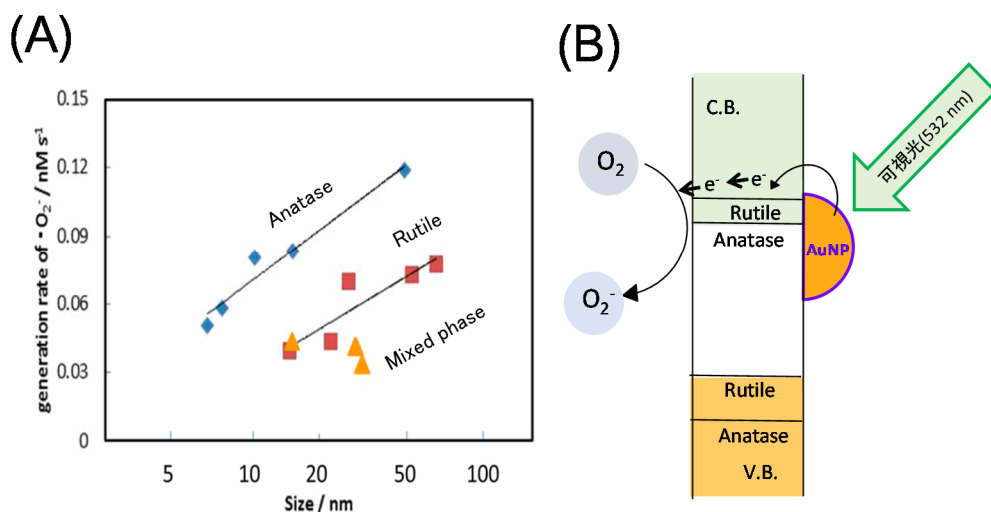 (A)
0.15
0.12
0.09
0.06
0.03
0
generation rate of ・O₂⁻ / nM s⁻¹
Anatase
Rutile
Mixed phase
5
10
20
50
100
Size / nm
(B)
C.B.
可視光(532 nm)
O₂
e⁻
e⁻
Rutile
Anatase
AuNP
O₂⁻
Rutile
Anatase
V.B.